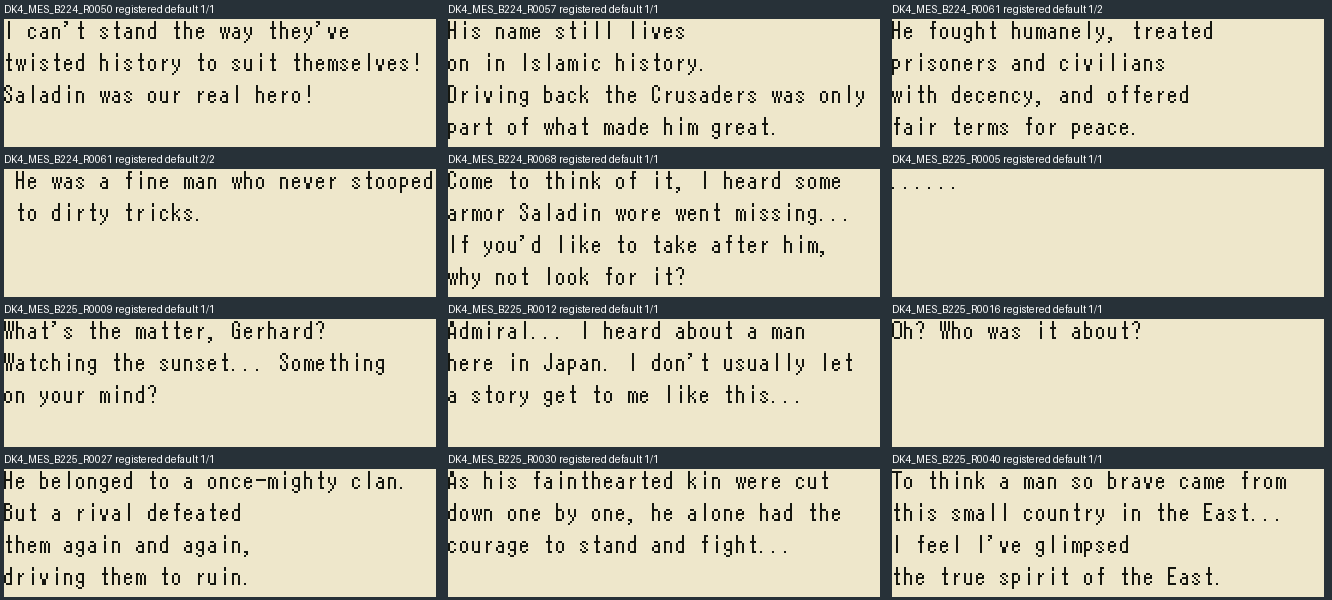 DK4_MES_B224_R0050 registered default 1/1
I can't stand the way they've
twisted history to suit themselves!
Saladin was our real hero!
DK4_MES_B224_R0057 registered default 1/1
His name still lives
on in Islamic history.
Driving back the Crusaders was only
part of what made him great.
DK4_MES_B224_R0061 registered default 1/2
He fought humanely, treated
prisoners and civilians
with decency, and offered
fair terms for peace.
DK4_MES_B224_R0061 registered default 2/2
He was a fine man who never stooped
to dirty tricks.
DK4_MES_B224_R0068 registered default 1/1
Come to think of it, I heard some
armor Saladin wore went missing...
If you'd like to take after him,
why not look for it?
DK4_MES_B225_R0005 registered default 1/1
......
DK4_MES_B225_R0009 registered default 1/1
What's the matter, Gerhard?
Watching the sunset... Something
on your mind?
DK4_MES_B225_R0012 registered default 1/1
Admiral... I heard about a man
here in Japan. I don't usually let
a story get to me like this...
DK4_MES_B225_R0016 registered default 1/1
Oh? Who was it about?
DK4_MES_B225_R0027 registered default 1/1
He belonged to a once-mighty clan.
But a rival defeated
them again and again,
driving them to ruin.
DK4_MES_B225_R0030 registered default 1/1
As his fainthearted kin were cut
down one by one, he alone had the
courage to stand and fight...
DK4_MES_B225_R0040 registered default 1/1
To think a man so brave came from
this small country in the East...
I feel I've glimpsed
the true spirit of the East.